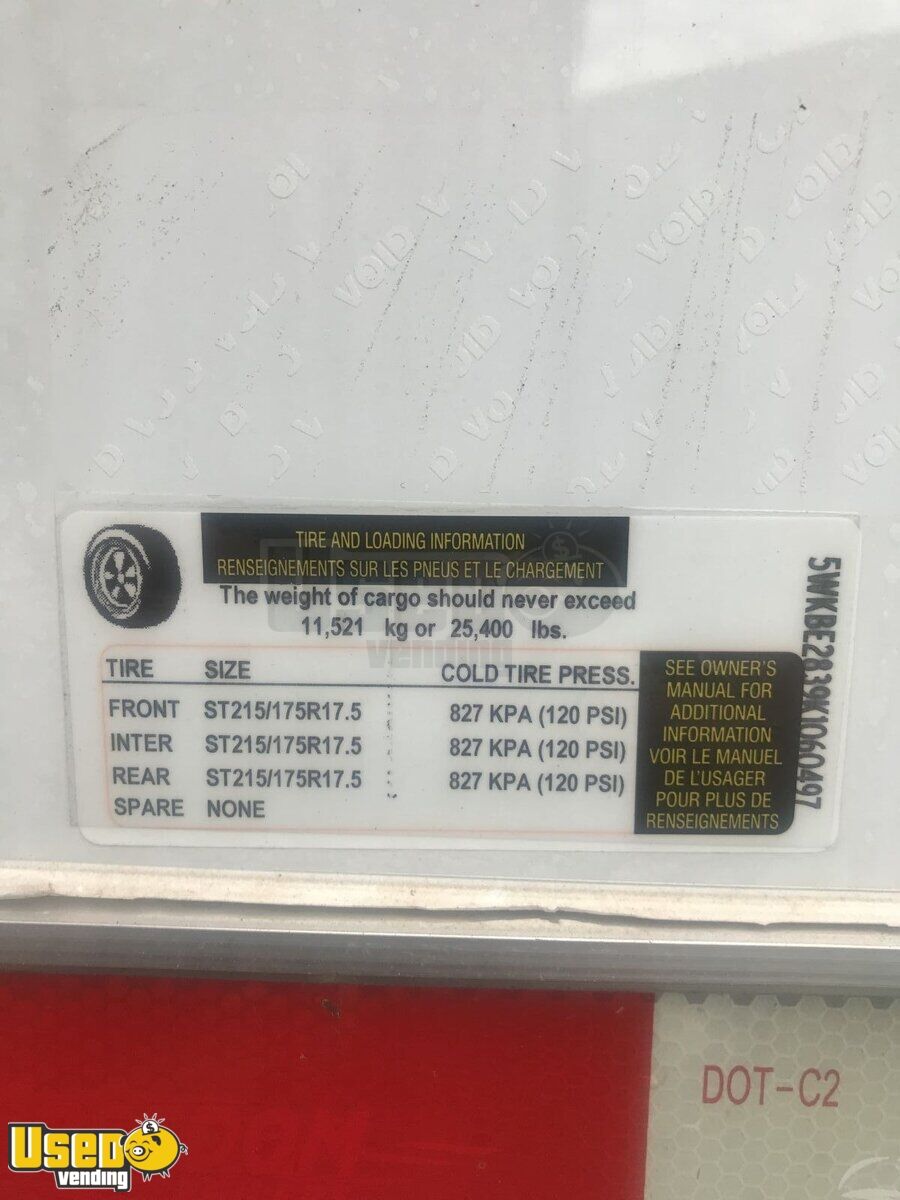 VOID VOID VOID VOID
TIRE AND LOADING INFORMATION
RENSEIGNEMENTS SUR LES PNEUS ET LE CHARGEMENT
The weight of cargo should never exceed
11,521 kg or 25,400 lbs.
TIRE SIZE COLD TIRE PRESS.
FRONT ST215/175R17.5 827 KPA (120 PSI)
INTER ST215/175R17.5 827 KPA (120 PSI)
REAR ST215/175R17.5 827 KPA (120 PSI)
SPARE NONE
SEE OWNER'S
MANUAL FOR
ADDITIONAL
INFORMATION
VOIR LE MANUEL
DE L'USAGER
POUR PLUS DE
RENSEIGNEMENTS
5WKBE2839K1060497
DOT-C2
Used
vending